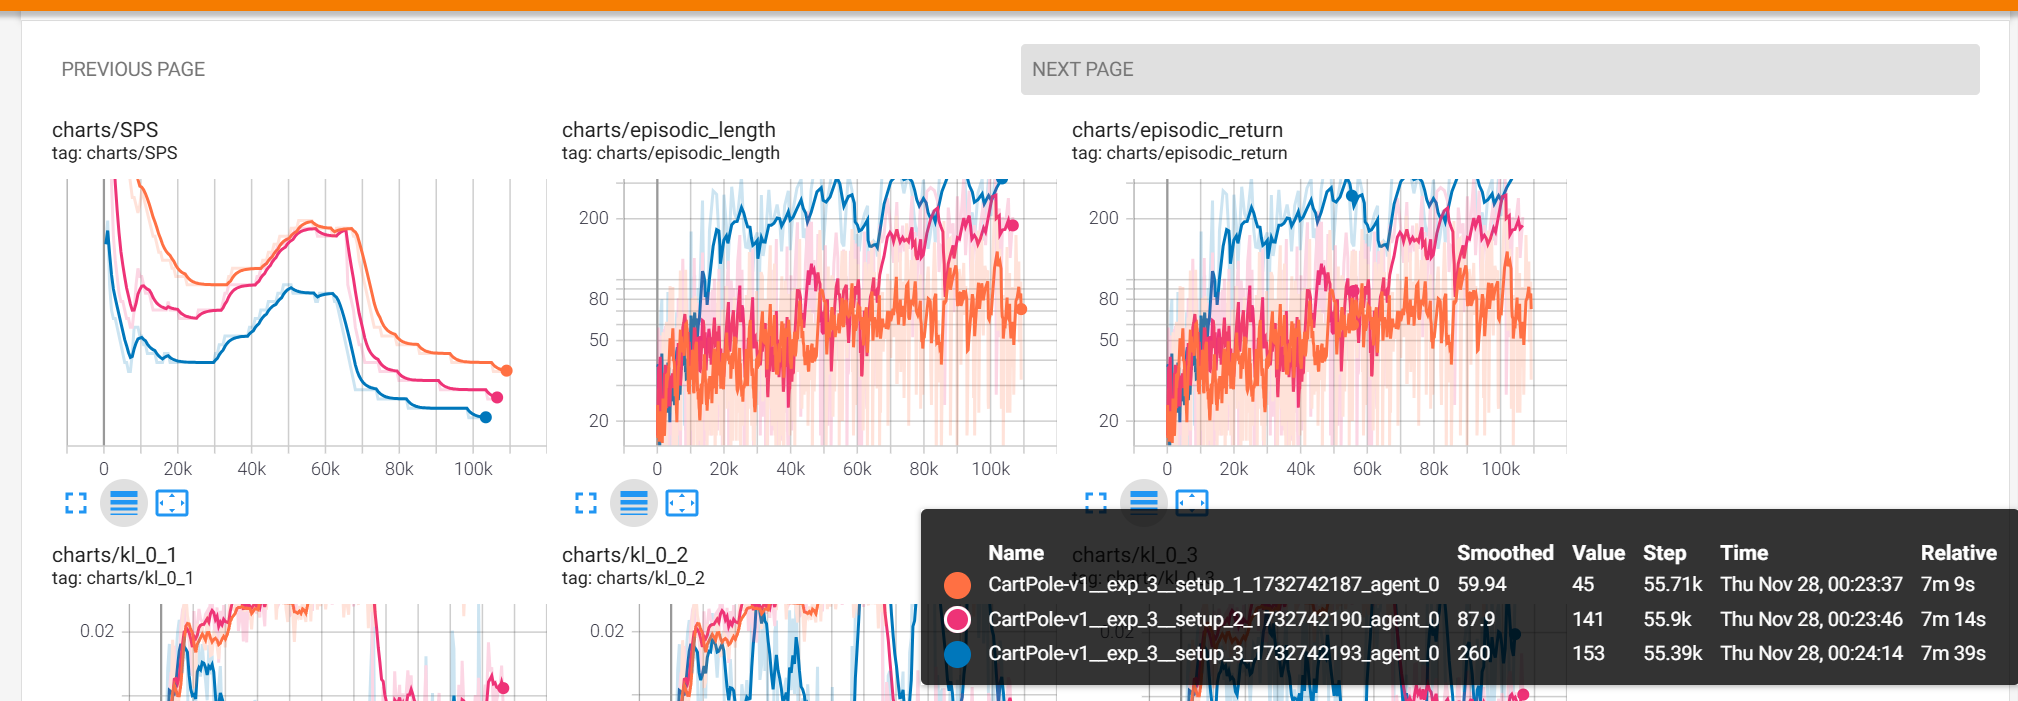 PREVIOUS PAGE
NEXT PAGE
charts/SPS
tag: charts/SPS
0 20k 40k 60k 80k 100k
charts/episodic_length
tag: charts/episodic_length
200
80
50
20
0 20k 40k 60k 80k 100k
charts/episodic_return
tag: charts/episodic_return
200
80
50
20
0 20k 40k 60k 80k 100k
charts/kl_0_1
tag: charts/kl_0_1
0.02
charts/kl_0_2
tag: charts/kl_0_2
0.02
charts/kl_0_3
tag: charts/kl_0_3
0.02
Name Smoothed Value Step Time Relative
CartPole-v1__exp_3__setup_1_1732742187_agent_0 59.94 45 55.71k Thu Nov 28, 00:23:37 7m 9s
CartPole-v1__exp_3__setup_2_1732742190_agent_0 87.9 141 55.9k Thu Nov 28, 00:23:46 7m 14s
CartPole-v1__exp_3__setup_3_1732742193_agent_0 260 153 55.39k Thu Nov 28, 00:24:14 7m 39s